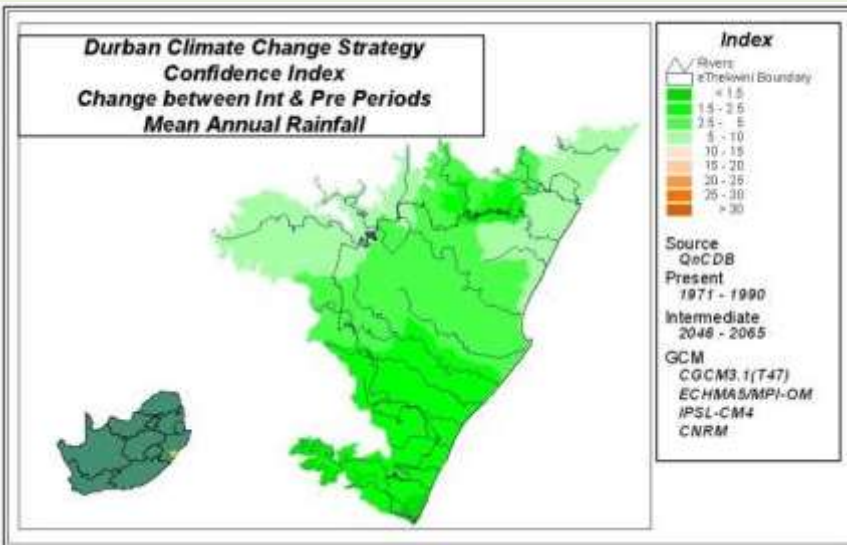 Durban Climate Change Strategy
Confidence Index
Change between Int & Pre Periods
Mean Annual Rainfall
Index
Rivers
eThekwini Boundary
< 1.5
1.5 - 2.5
2.5 - 5
5 - 10
10 - 15
15 - 20
20 - 25
25 - 30
> 30
Source
QnCDB
Present
1971 - 1990
Intermediate
2046 - 2065
GCM
CGCM3.1(T47)
ECHMA5/MPI-OM
IPSL-CM4
CNRM